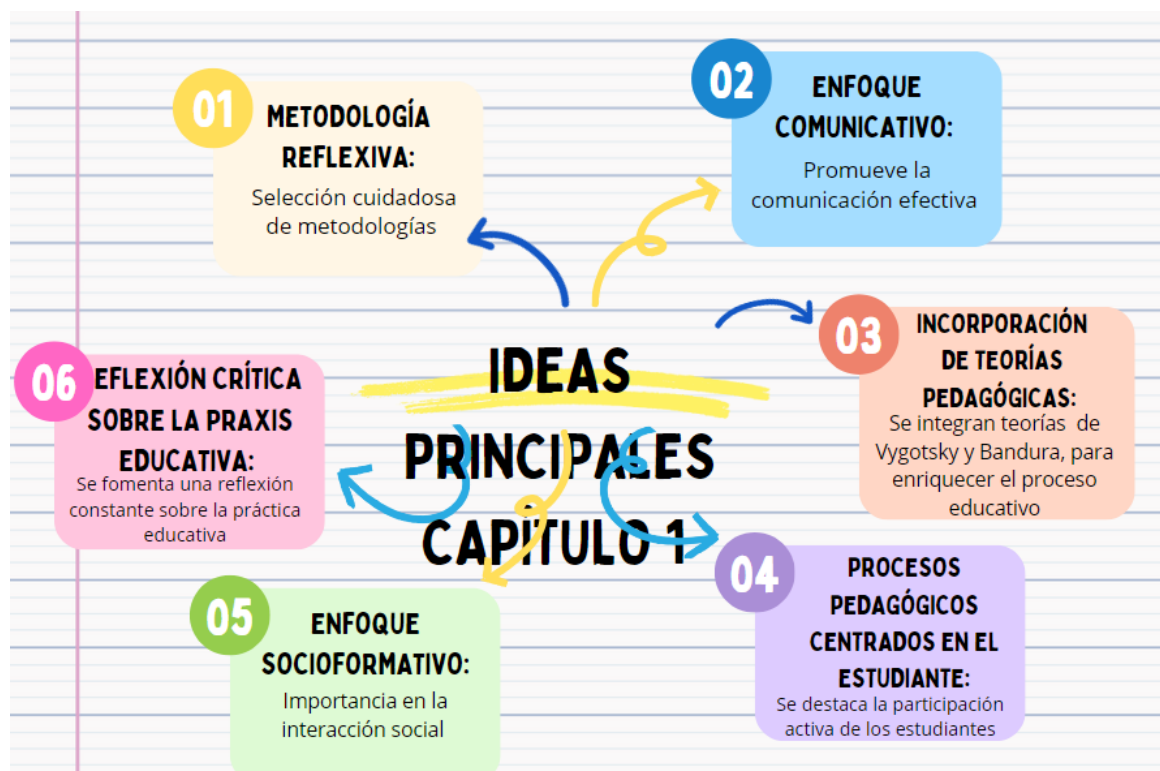 01
METODOLOGÍA
REFLEXIVA:
Selección cuidadosa
de metodologías
02
ENFOQUE
COMUNICATIVO:
Promueve la
comunicación efectiva
03
INCORPORACIÓN
DE TEORÍAS
PEDAGÓGICAS:
Se integran teorías de
Vygotsky y Bandura, para
enriquecer el proceso
educativo
IDEAS
PRINCIPALES
CAPÍTULO 1
04
PROCESOS
PEDAGÓGICOS
CENTRADOS EN EL
ESTUDIANTE:
Se destaca la participación
activa de los estudiantes
05
ENFOQUE
SOCIOFORMATIVO:
Importancia en la
interacción social
06
EFLEXIÓN CRÍTICA
SOBRE LA PRAXIS
EDUCATIVA:
Se fomenta una reflexión
constante sobre la práctica
educativa